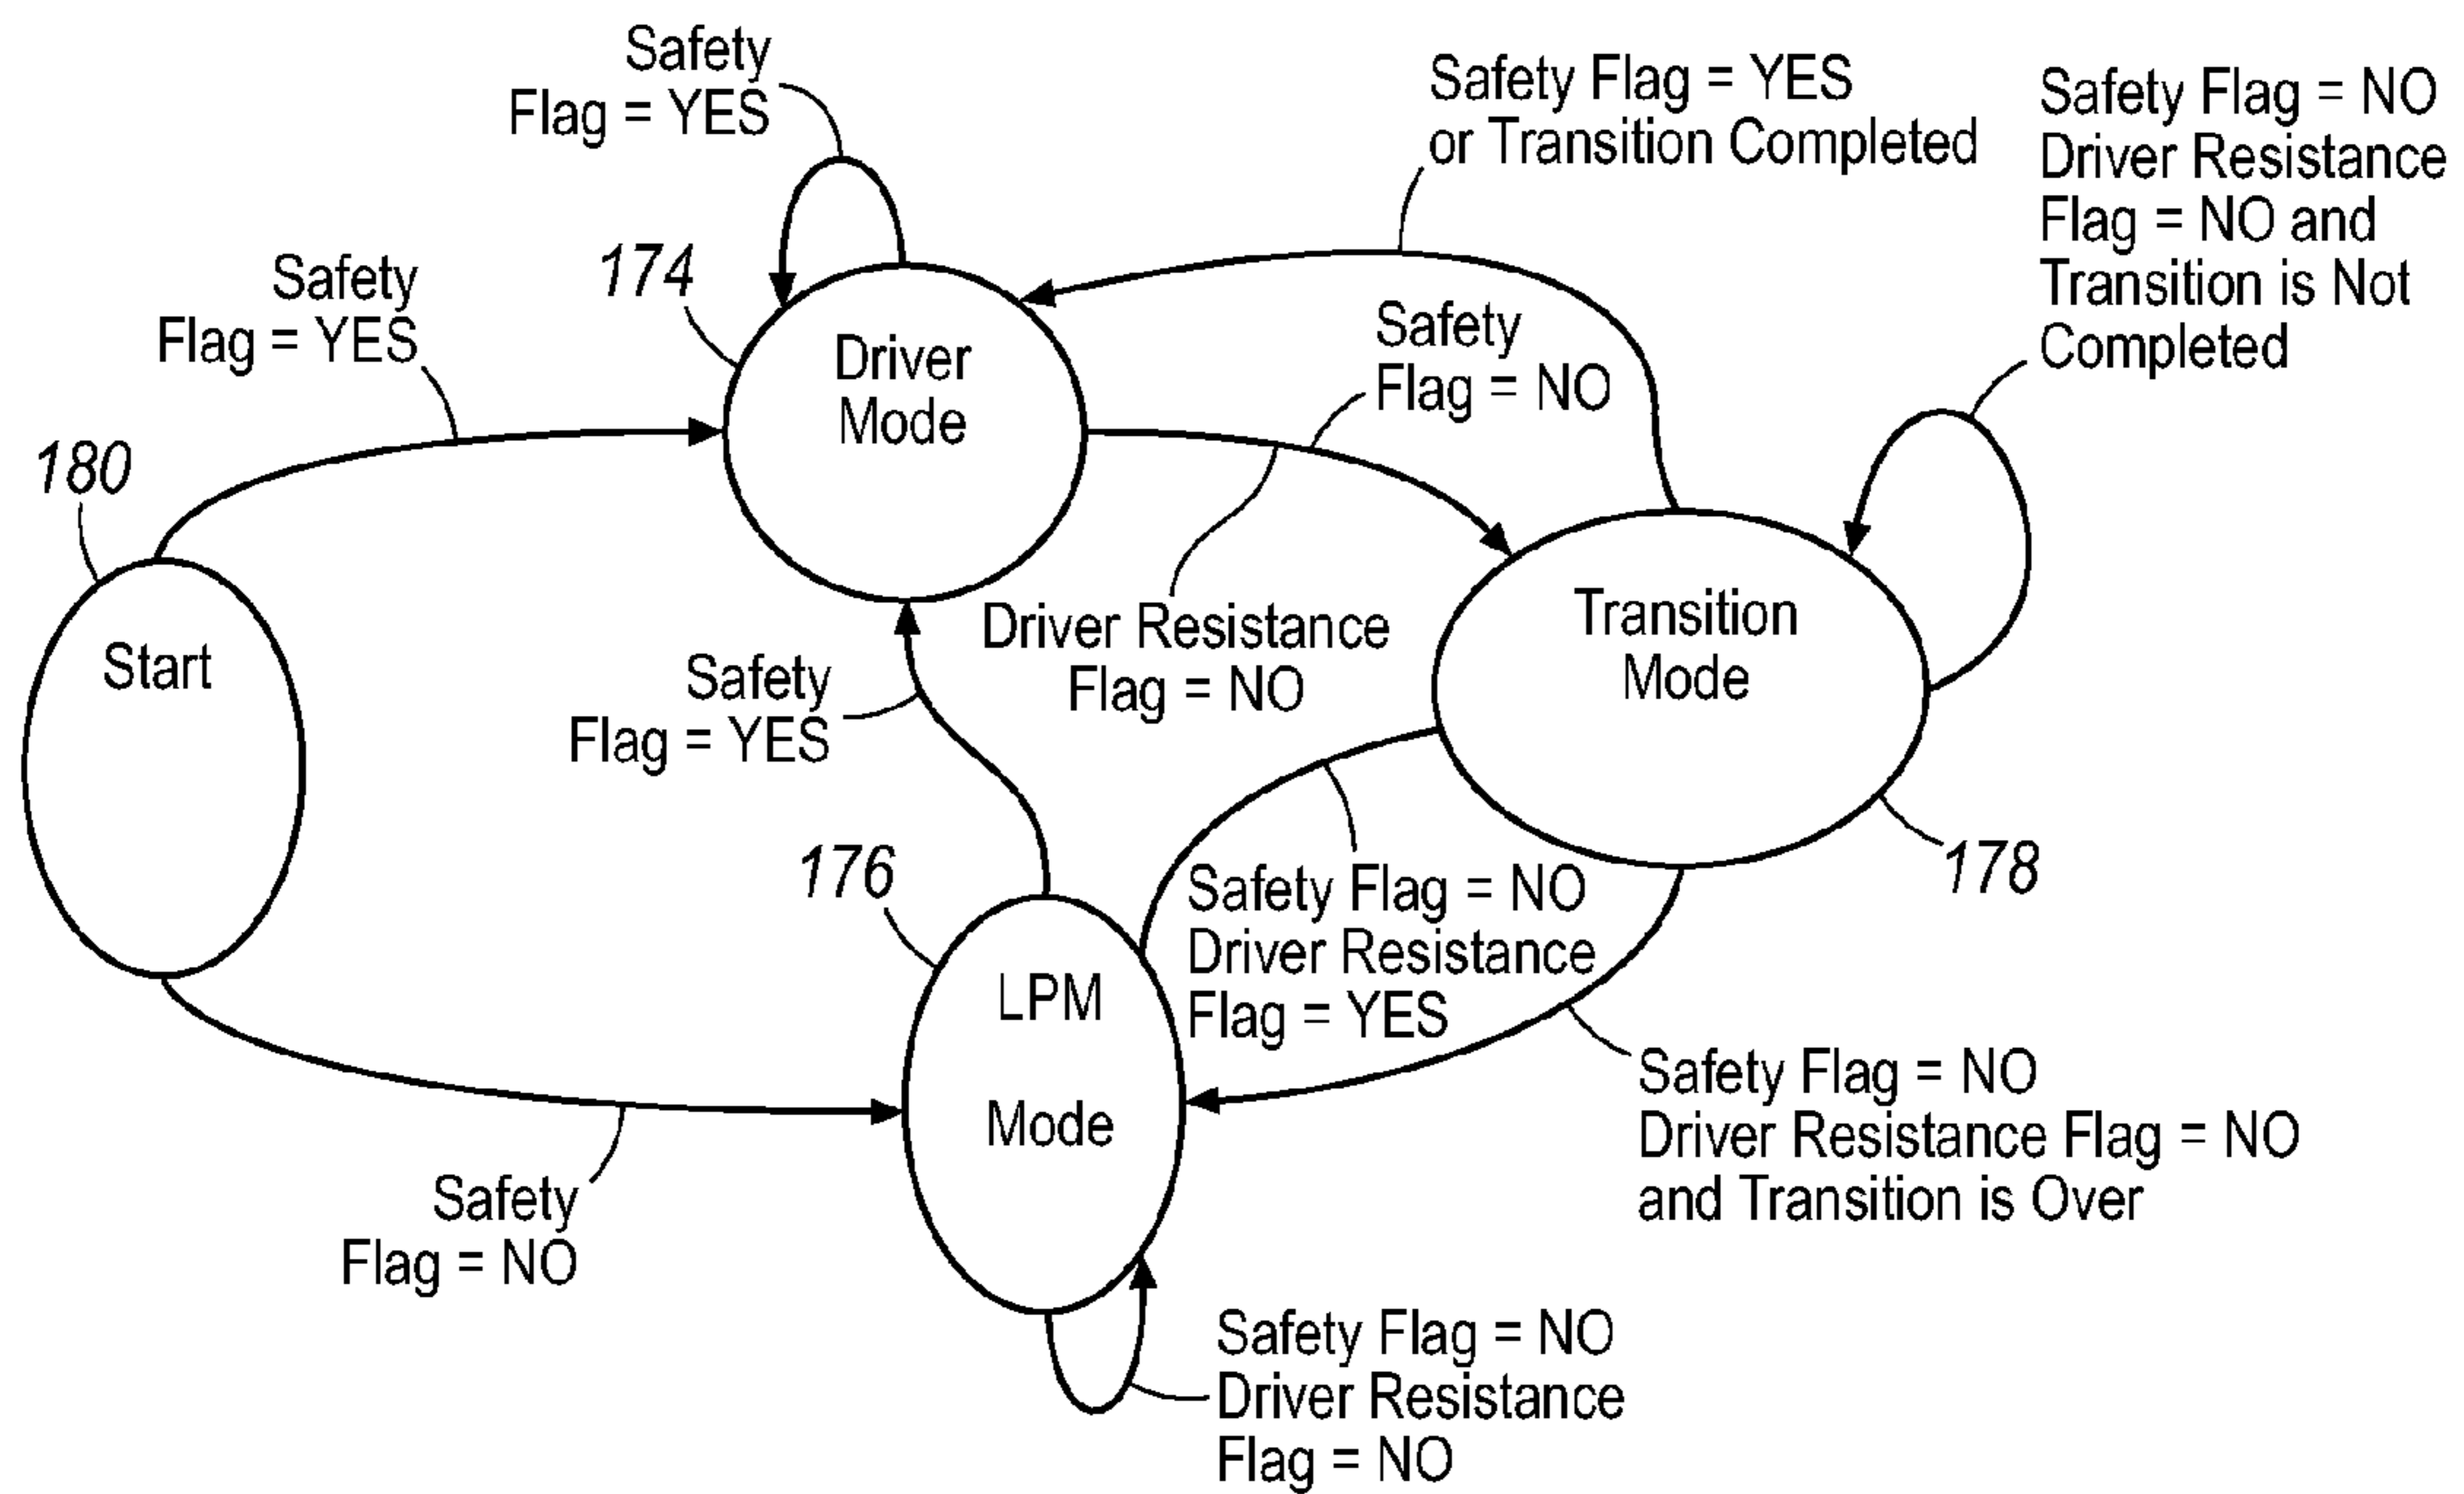 Safety
Flag = YES
Safety Flag = YES
or Transition Completed
Safety Flag = NO
Driver Resistance
Flag = NO and
Transition is Not
Completed
174
Safety
Flag = YES
Driver
Mode
Safety
Flag = NO
180
Start
Driver Resistance
Flag = NO
Transition
Mode
Safety
Flag = YES
176
178
LPM
Mode
Safety Flag = NO
Driver Resistance
Flag = YES
Safety Flag = NO
Driver Resistance Flag = NO
and Transition is Over
Safety
Flag = NO
Safety Flag = NO
Driver Resistance
Flag = NO